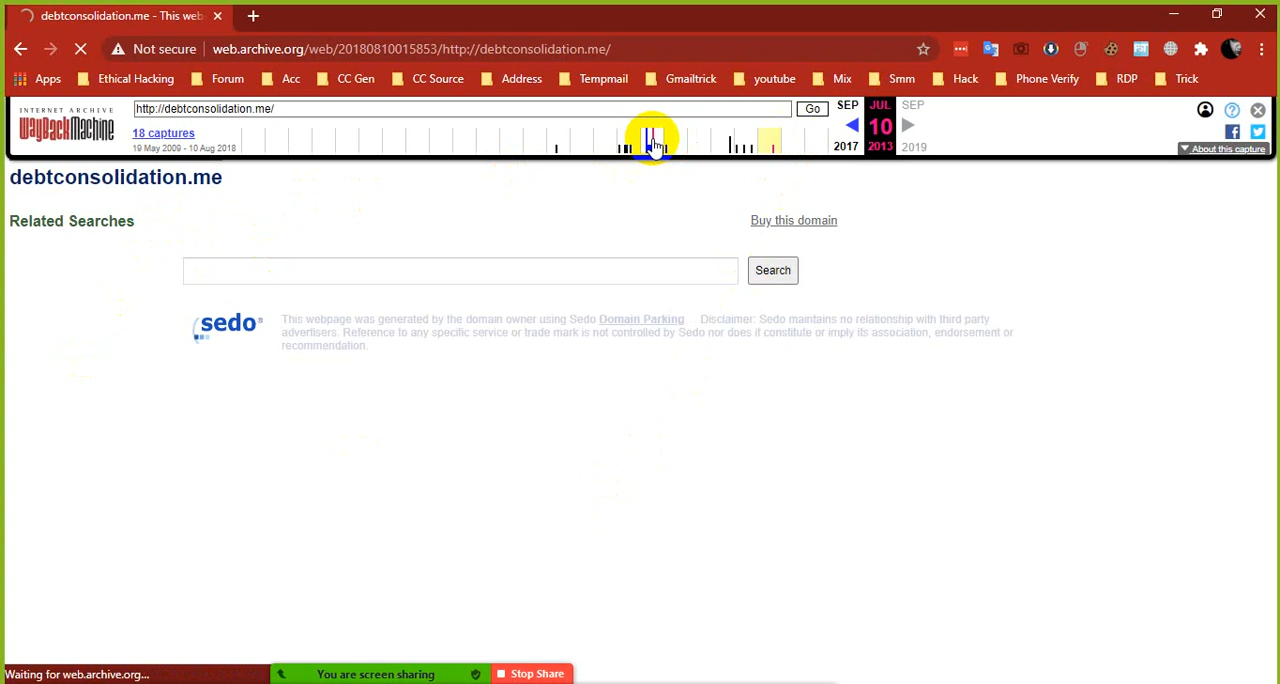 debtconsolidation.me - This web
Not secure web.archive.org/web/20180810015853/http://debtconsolidation.me/
Apps Ethical Hacking Forum Acc CC Gen CC Source Address Tempmail Gmailtrick youtube Mix Smm Hack Phone Verify RDP Trick
INTERNET ARCHIVE
WayBackMachine
http://debtconsolidation.me/ Go
18 captures
19 May 2009 - 10 Aug 2018
SEP JUL SEP
10
2017 2013 2019
About this capture
debtconsolidation.me
Related Searches
Buy this domain
Search
sedo
This webpage was generated by the domain owner using Sedo Domain Parking. Disclaimer: Sedo maintains no relationship with third party
advertisers. Reference to any specific service or trade mark is not controlled by Sedo nor does if constitute or imply its association, endorsement or
recommendation.
Waiting for web.archive.org...
You are screen sharing
Stop Share